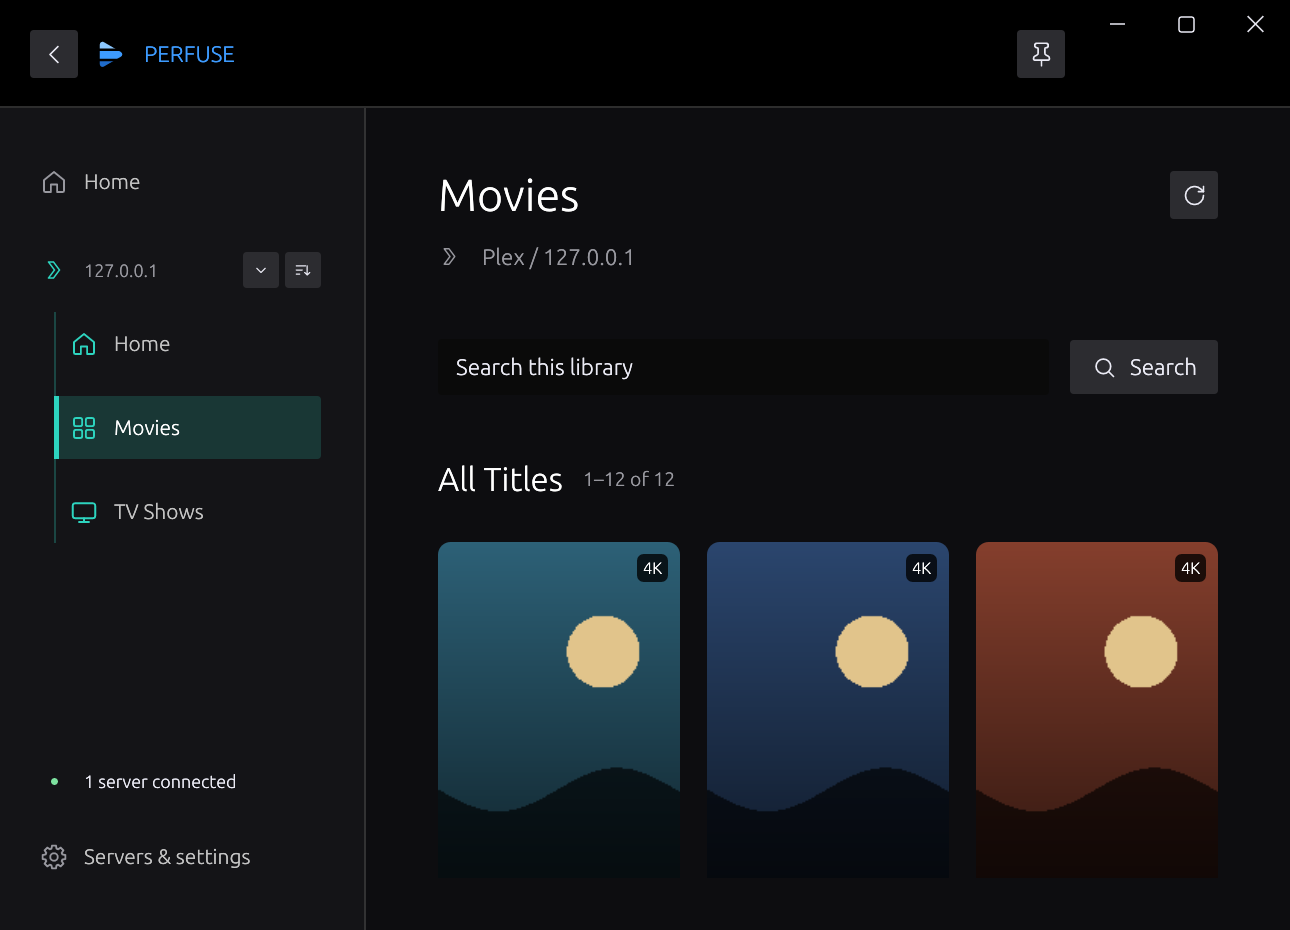 PERFUSE
Home
127.0.0.1
Home
Movies
TV Shows
1 server connected
Servers & settings
Movies
Plex / 127.0.0.1
Search this library
Search
All Titles 1–12 of 12
4K
4K
4K